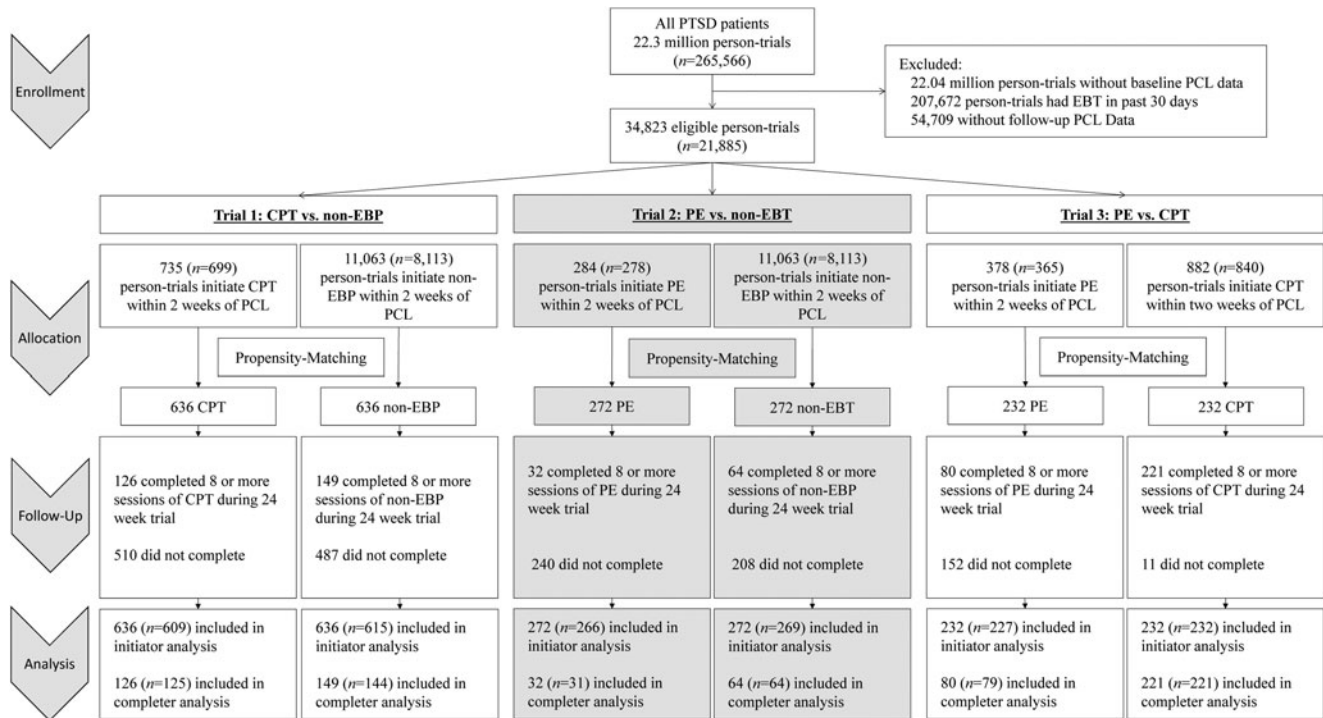 Enrollment
All PTSD patients
22.3 million person-trials
(n=265,566)
Excluded:
22.04 million person-trials without baseline PCL data
207,672 person-trials had EBT in past 30 days
54,709 without follow-up PCL Data
34,823 eligible person-trials
(n=21,885)
Trial 1: CPT vs. non-EBP
Trial 2: PE vs. non-EBT
Trial 3: PE vs. CPT
Allocation
735 (n=699)
person-trials initiate CPT
within 2 weeks of PCL
11,063 (n=8,113)
person-trials initiate non-
EBP within 2 weeks of
PCL
284 (n=278)
person-trials initiate PE
within 2 weeks of PCL
11,063 (n=8,113)
person-trials initiate non-
EBP within 2 weeks of
PCL
378 (n=365)
person-trials initiate PE
within 2 weeks of PCL
882 (n=840)
person-trials initiate CPT
within two weeks of PCL
Propensity-Matching
Propensity-Matching
Propensity-Matching
636 CPT
636 non-EBP
272 PE
272 non-EBT
232 PE
232 CPT
Follow-Up
126 completed 8 or more
sessions of CPT during 24
week trial
510 did not complete
149 completed 8 or more
sessions of non-EBP
during 24 week trial
487 did not complete
32 completed 8 or more
sessions of PE during 24
week trial
240 did not complete
64 completed 8 or more
sessions of non-EBP
during 24 week trial
208 did not complete
80 completed 8 or more
sessions of PE during 24
week trial
152 did not complete
221 completed 8 or more
sessions of CPT during 24
week trial
11 did not complete
Analysis
636 (n=609) included in
initiator analysis
126 (n=125) included in
completer analysis
636 (n=615) included in
initiator analysis
149 (n=144) included in
completer analysis
272 (n=266) included in
initiator analysis
32 (n=31) included in
completer analysis
272 (n=269) included in
initiator analysis
64 (n=64) included in
completer analysis
232 (n=227) included in
initiator analysis
80 (n=79) included in
completer analysis
232 (n=232) included in
initiator analysis
221 (n=221) included in
completer analysis